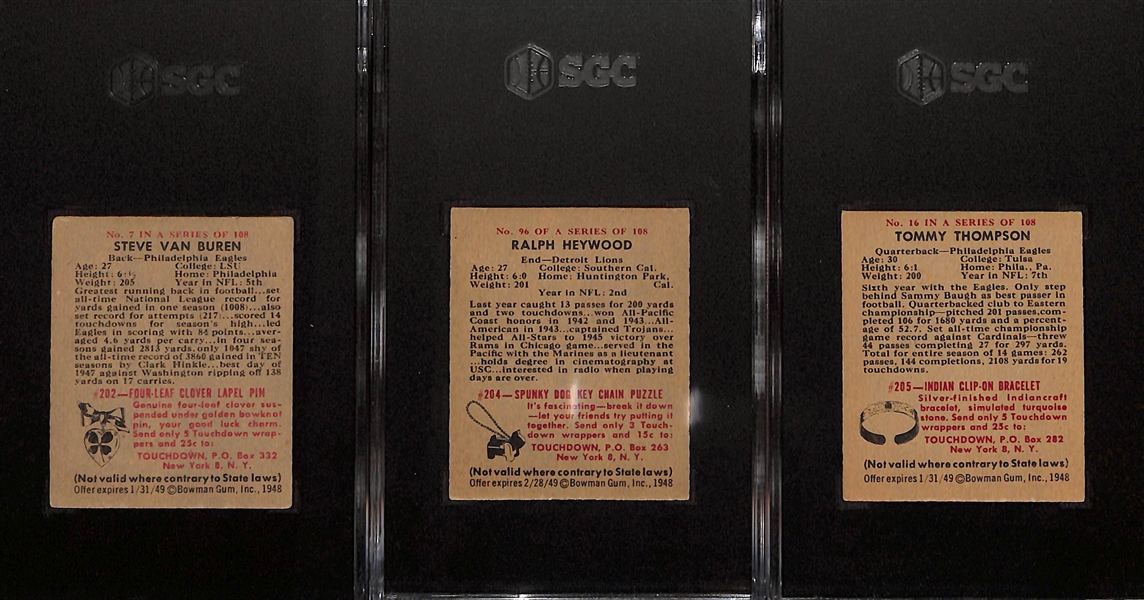 SGC
No. 7 IN A SERIES OF 108
STEVE VAN BUREN
Back—Philadelphia Eagles
Age: 27 College: LSU
Height: 6: Home: Philadelphia
Weight: 205 Year in NFL: 5th
Greatest running back in football...set
all-time National League record for
yards gained in one season (1008)...also
set record for attempts (217)...scored 14
touchdowns for season's high...led
Eagles in scoring with 84 points...aver-
aged 4.6 yards per carry...in four sea-
sons gained 2813 yards, only 1047 shy of
the all-time record of 3860 gained in TEN
seasons by Clark Hinkle...best day of
1947 against Washington ripping off 138
yards on 17 carries.
#202—FOUR-LEAF CLOVER LAPEL PIN
Genuine four-leaf clover sus-
pended under golden bowknot
pin, your good luck charm.
Send only 5 Touchdown wrap-
pers and 25c to:
TOUCHDOWN, P.O. Box 332
New York 8, N. Y.
(Not valid where contrary to State laws)
Offer expires 1/31/49 ©Bowman Gum, Inc., 1948
SGC
No. 96 OF A SERIES OF 108
RALPH HEYWOOD
End—Detroit Lions
Age: 27 College: Southern Cal.
Height: 6:0 Home: Huntington Park,
Weight: 201 Cal.
Year in NFL: 2nd
Last year caught 13 passes for 200 yards
and two touchdowns...won All-Pacific
Coast honors in 1942 and 1943...All-
American in 1943...captained Trojans...
helped All-Stars to 1945 victory over
Rams in Chicago game...served in the
Pacific with the Marines as a lieutenant
...holds degree in cinematography at
USC...interested in radio when playing
days are over.
#204—SPUNKY DOG KEY CHAIN PUZZLE
It's fascinating—break it down
—let your friends try putting it
together. Send only 3 Touch-
down wrappers and 15c to:
TOUCHDOWN, P.O. Box 263
New York 8, N. Y.
(Not valid where contrary to State laws)
Offer expires 2/28/49 ©Bowman Gum, Inc., 1948
SGC
No. 16 IN A SERIES OF 108
TOMMY THOMPSON
Quarterback—Philadelphia Eagles
Age: 30 College: Tulsa
Height: 6:1 Home: Phila., Pa.
Weight: 200 Year in NFL: 7th
Sixth year with the Eagles. Only step
behind Sammy Baugh as best passer in
football. Quarterbacked club to Eastern
championship—pitched 201 passes, com-
pleted 106 for 1680 yards and a percent-
age of 52.7. Set all-time championship
game record against Cardinals—threw
44 passes completing 27 for 297 yards.
Total for entire season of 14 games: 262
passes, 144 completions, 2108 yards for 19
touchdowns.
#205—INDIAN CLIP-ON BRACELET
Silver-finished Indiancraft
bracelet, simulated turquoise
stone. Send only 5 Touchdown
wrappers and 25c to:
TOUCHDOWN, P.O. BOX 282
New York 8, N.Y.
(Not valid where contrary to State laws)
Offer expires 1/31/49 ©Bowman Gum, Inc., 1948